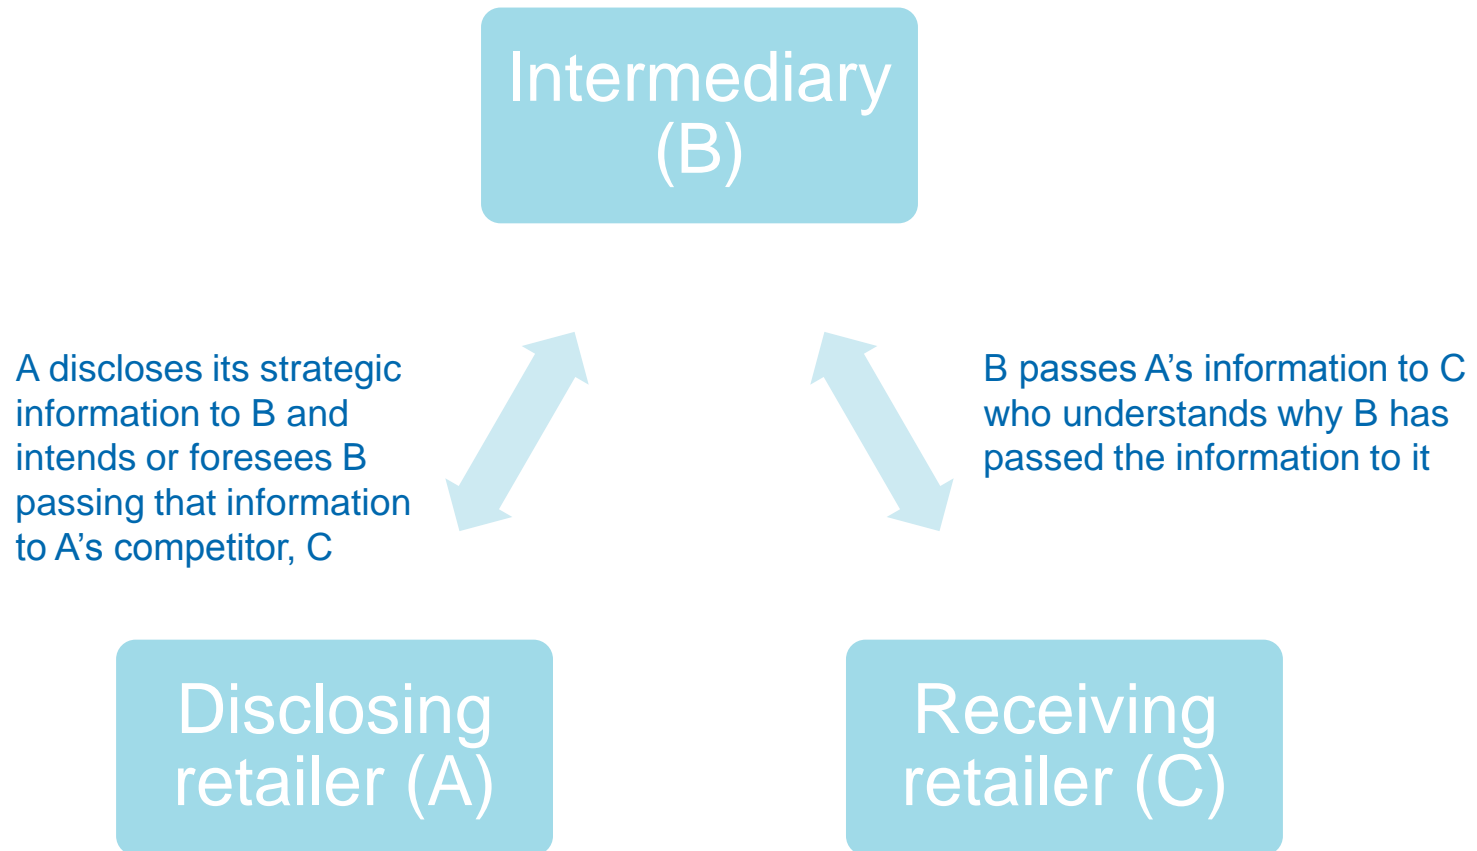 Intermediary
(B)
A discloses its strategic
information to B and
intends or foresees B
passing that information
to A’s competitor, C
B passes A’s information to C
who understands why B has
passed the information to it
Disclosing
retailer (A)
Receiving
retailer (C)